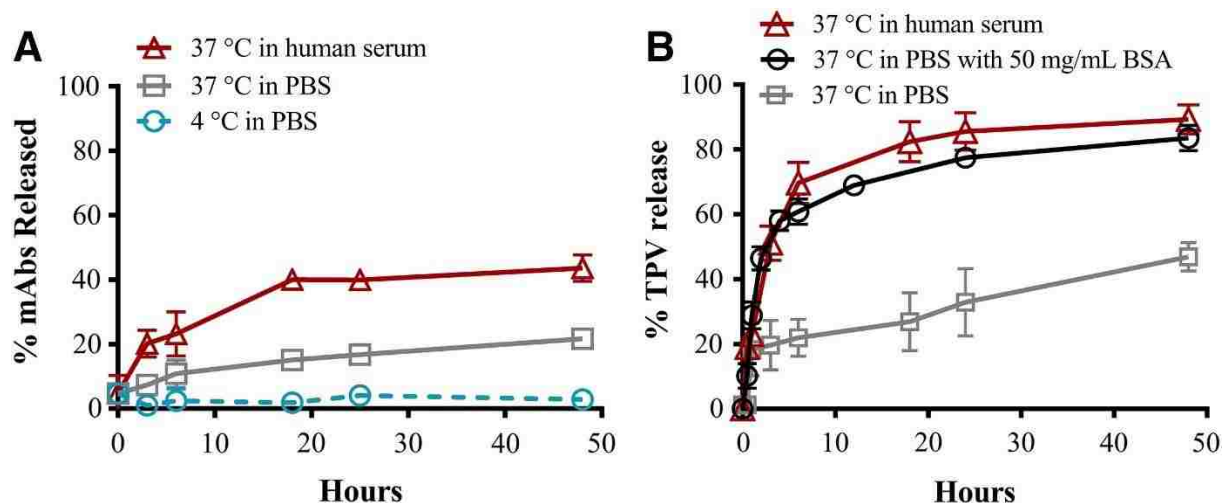 A
37 °C in human serum
37 °C in PBS
4 °C in PBS
% mAbs Released
100
80
60
40
20
0
0 10 20 30 40 50
Hours
B
37 °C in human serum
37 °C in PBS with 50 mg/mL BSA
37 °C in PBS
% TPV release
100
80
60
40
20
0
0 10 20 30 40 50
Hours